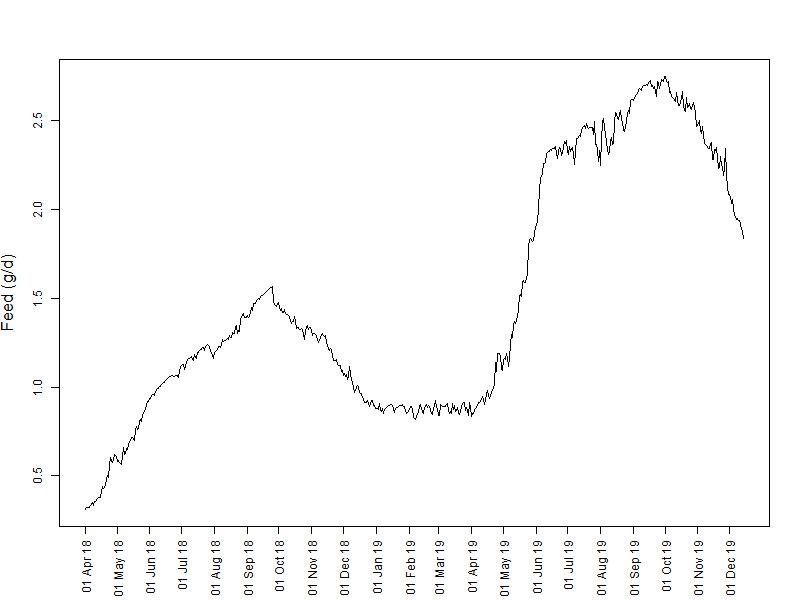 Feed (g/d)
2.5
2.0
1.5
1.0
0.5
01 Apr 18
01 May 18
01 Jun 18
01 Jul 18
01 Aug 18
01 Sep 18
01 Oct 18
01 Nov 18
01 Dec 18
01 Jan 19
01 Feb 19
01 Mar 19
01 Apr 19
01 May 19
01 Jun 19
01 Jul 19
01 Aug 19
01 Sep 19
01 Oct 19
01 Nov 19
01 Dec 19